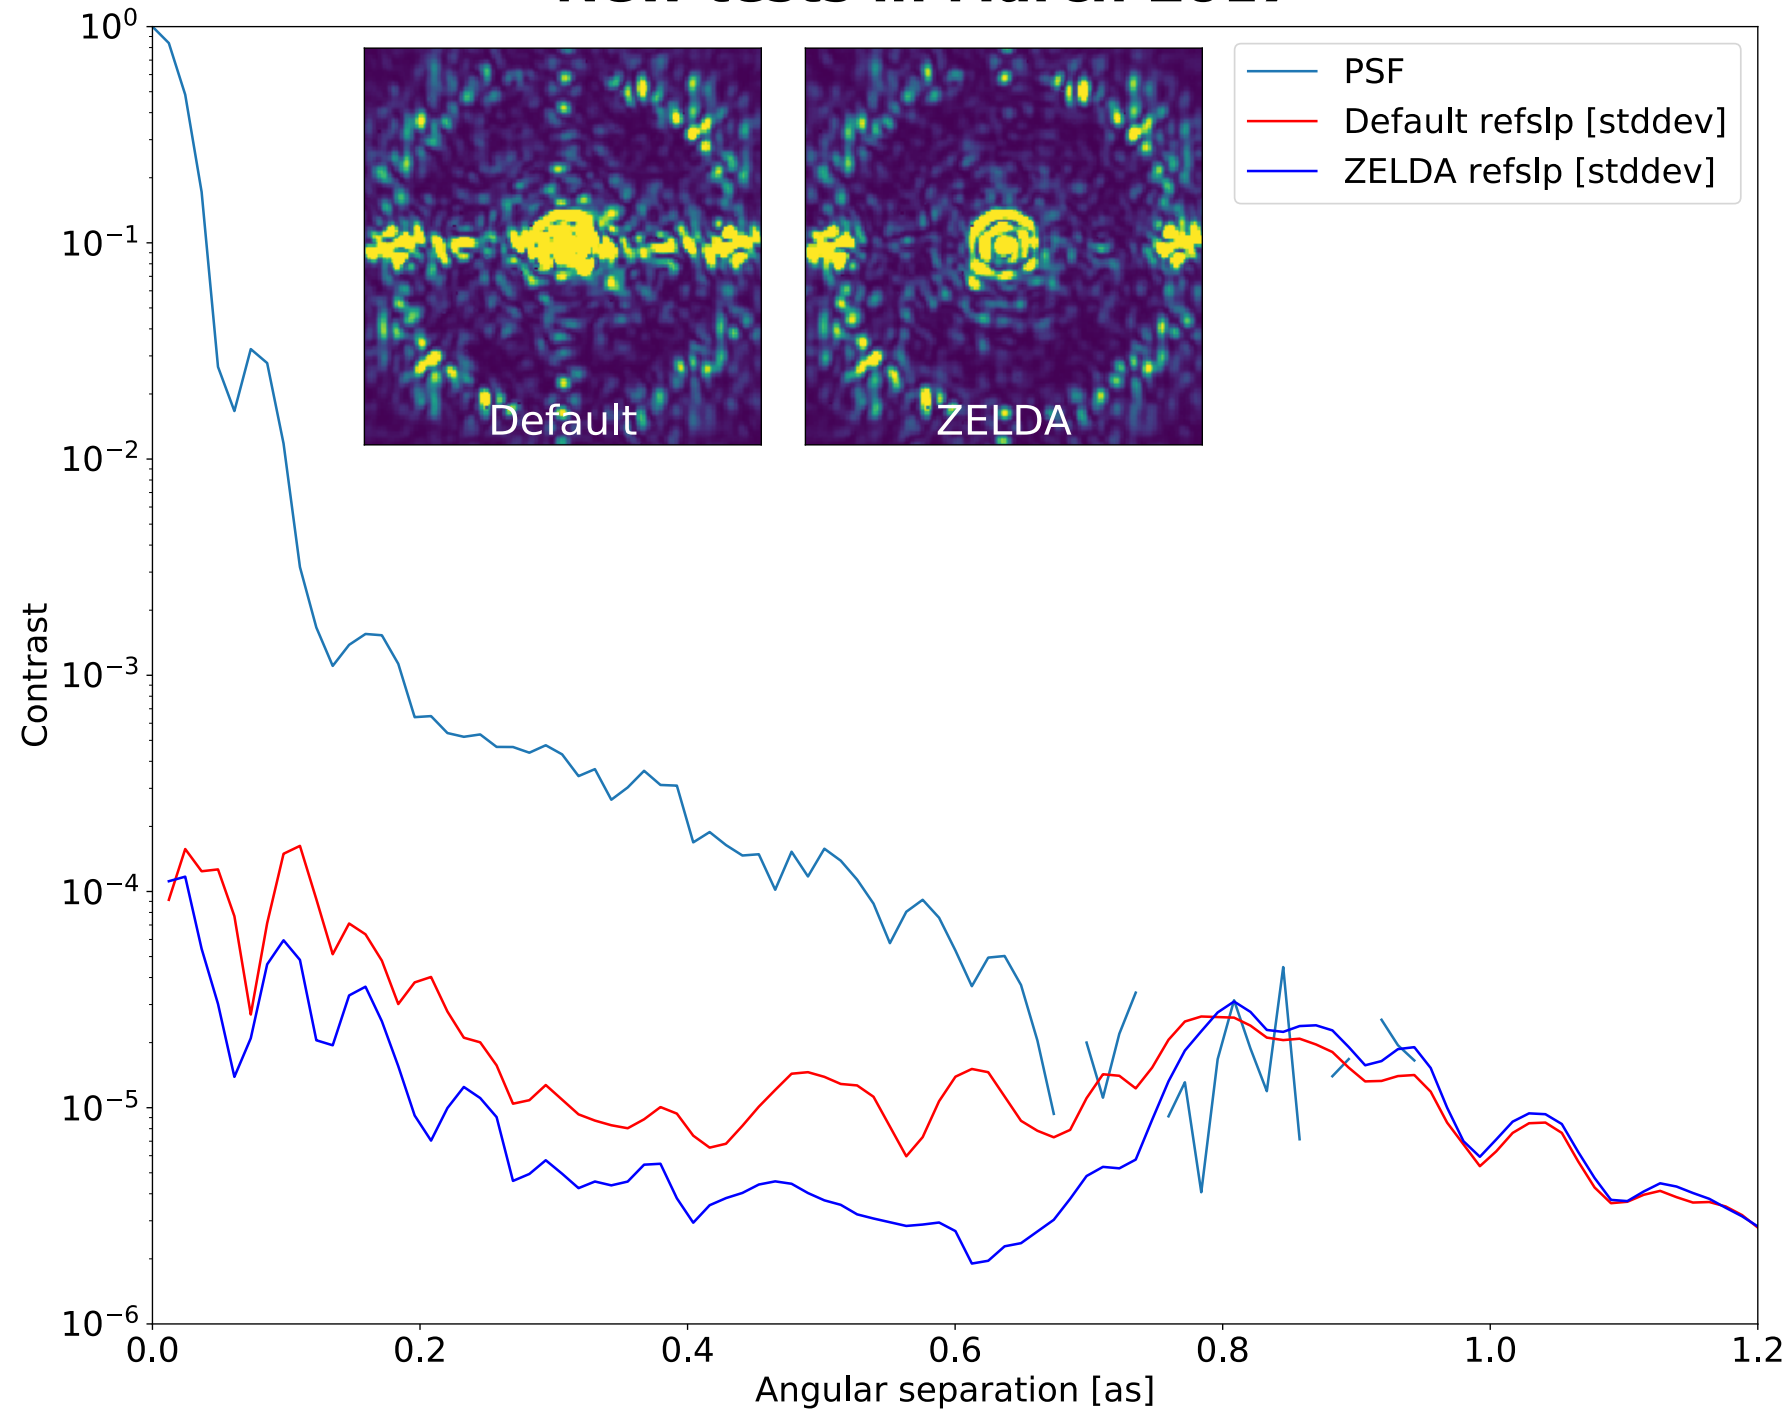 10⁰
10⁻¹
10⁻²
10⁻³
10⁻⁴
10⁻⁵
10⁻⁶
Contrast
Default
ZELDA
PSF
Default refslp [stddev]
ZELDA refslp [stddev]
0.0 0.2 0.4 0.6 0.8 1.0 1.2
Angular separation [as]